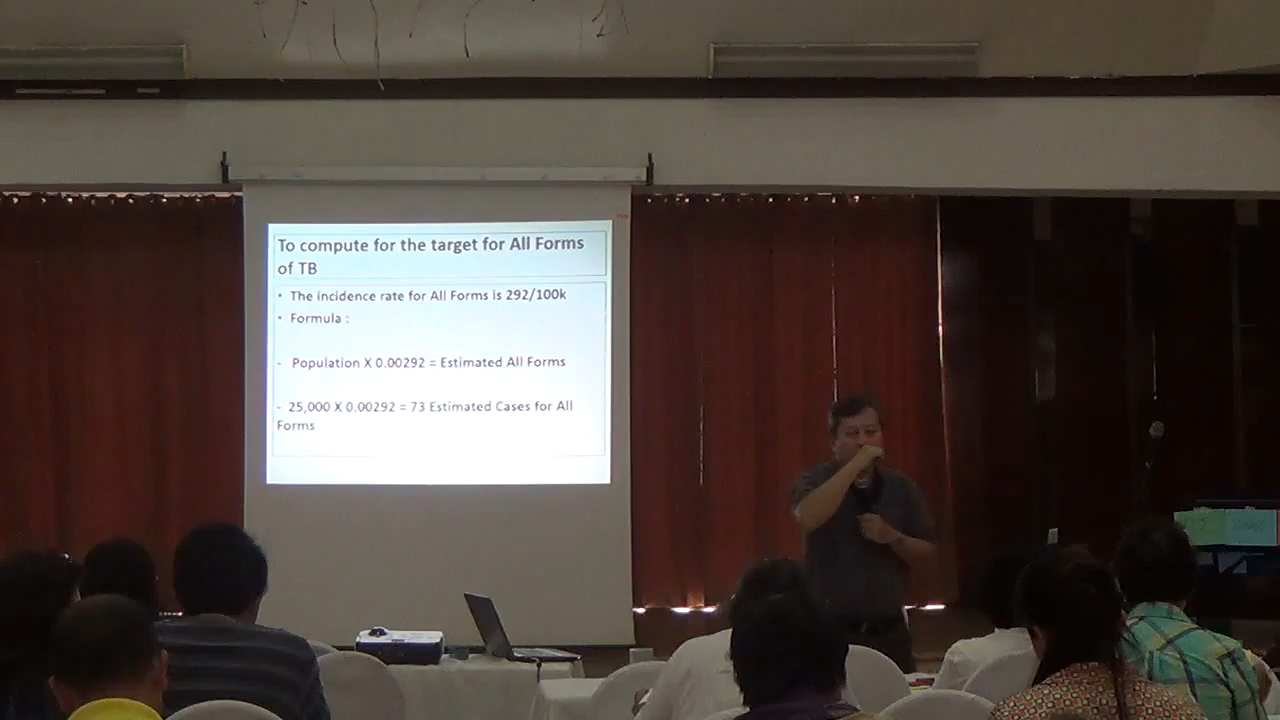 To compute for the target for All Forms
of TB
• The incidence rate for All Forms is 292/100k
• Formula :
- Population X 0.00292 = Estimated All Forms
- 25,000 X 0.00292 = 73 Estimated Cases for All
Forms